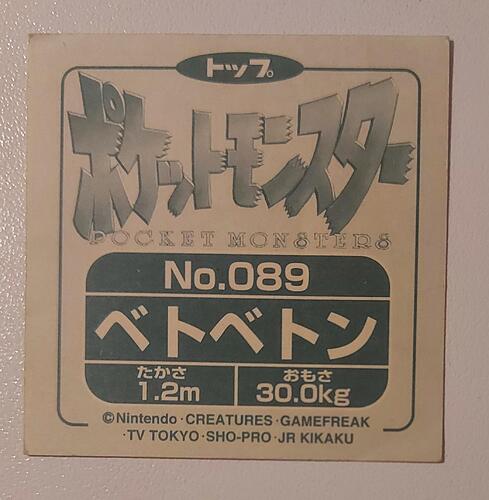 トップ。
ポケットモンスター
POCKET MONSTERS
No.089
ベトベトン
たかさ
1.2m
おもさ
30.0kg
©Nintendo･CREATURES･GAMEFREAK
･TV TOKYO･SHO-PRO･JR KIKAKU